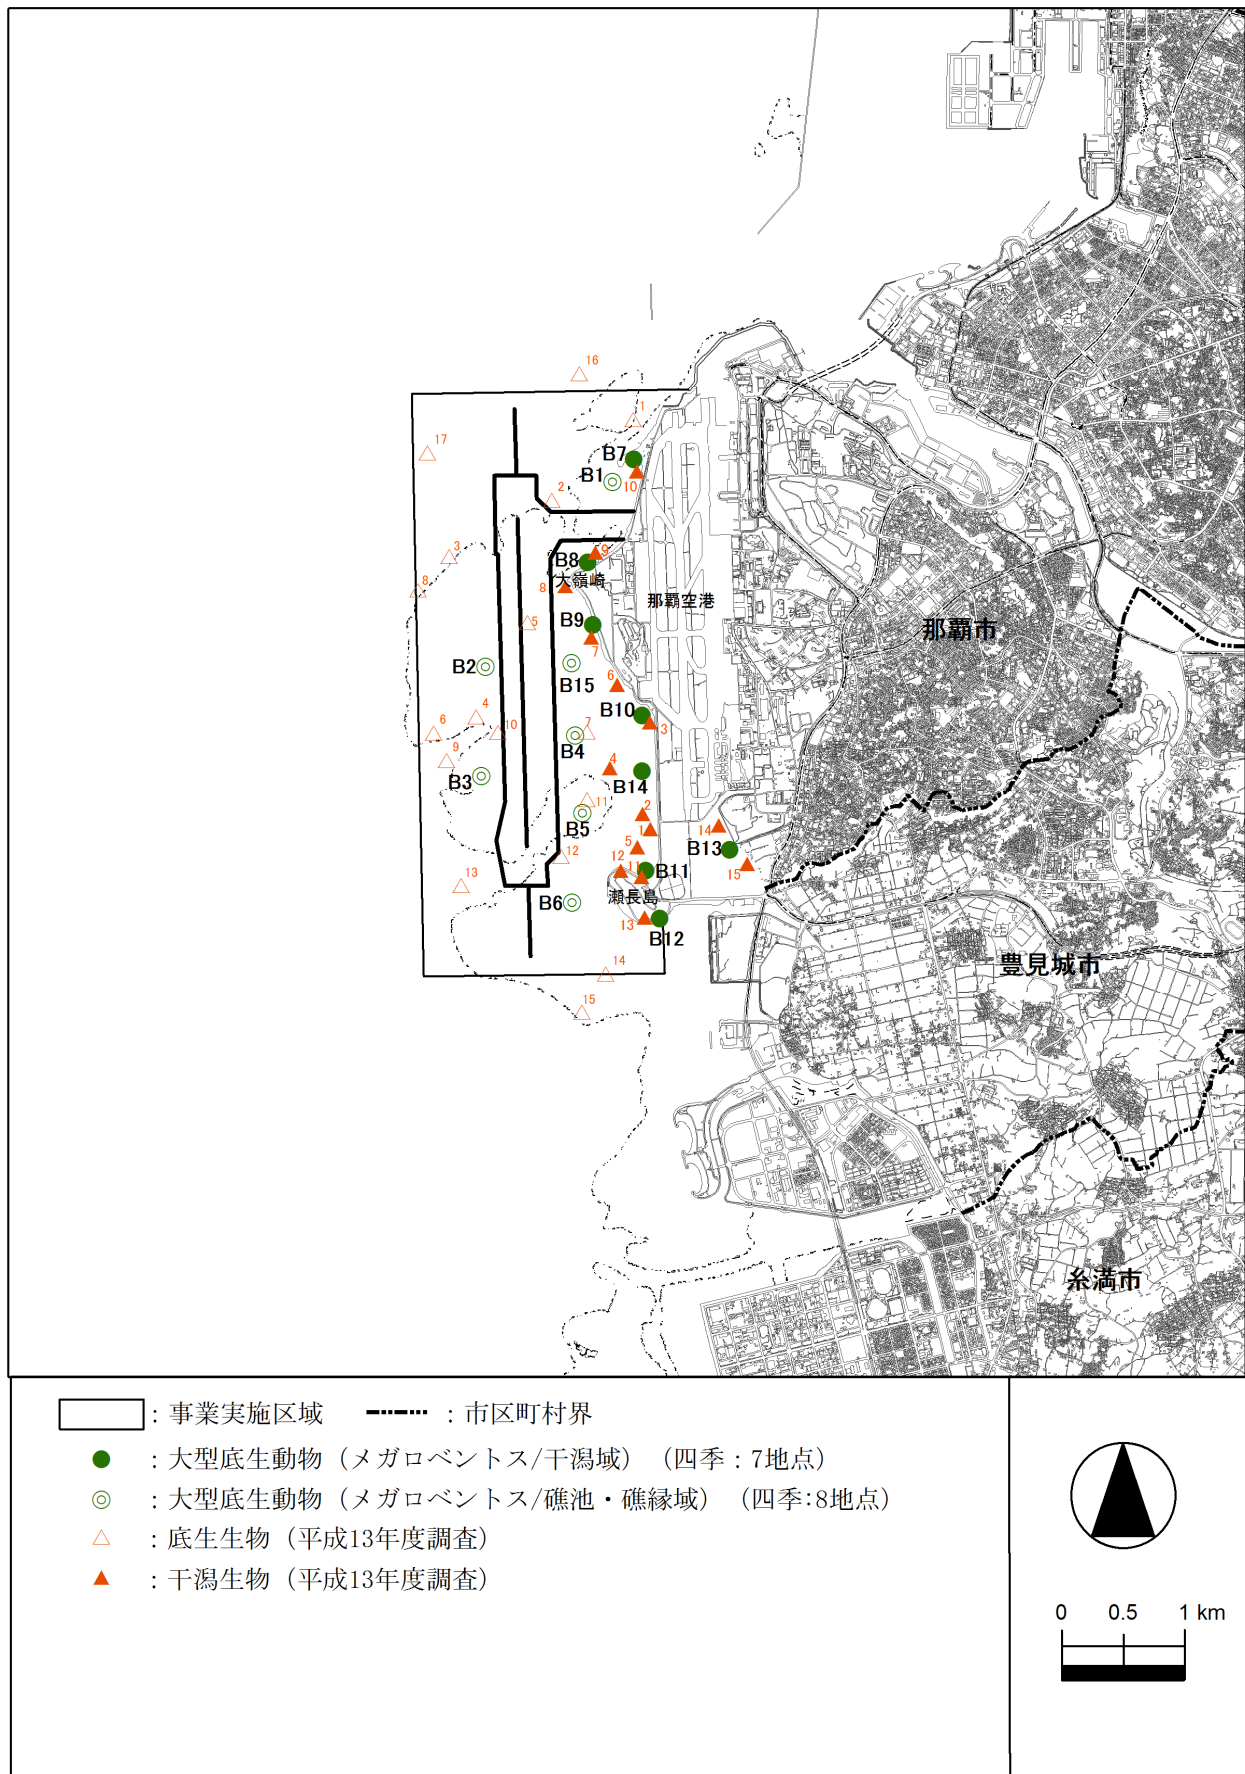 16
1
17
B7
B1
10
2
3
9
B8
大嶺崎
8
8
那覇空港
5
B9
那覇市
7
B2
B15
6
4
B10
3
6
10
7
B4
9
4
B3
B14
11
2
B5
1
14
5
B13
12
12
11
B11
15
13
瀬長島
B6
13
B12
豊見城市
14
15
糸満市
：事業実施区域
：市区町村界
：大型底生動物（メガロベントス/干潟域）（四季：7地点）
：大型底生動物（メガロベントス/礁池・礁縁域）（四季:8地点）
：底生生物（平成13年度調査）
：干潟生物（平成13年度調査）
0 0.5 1 km